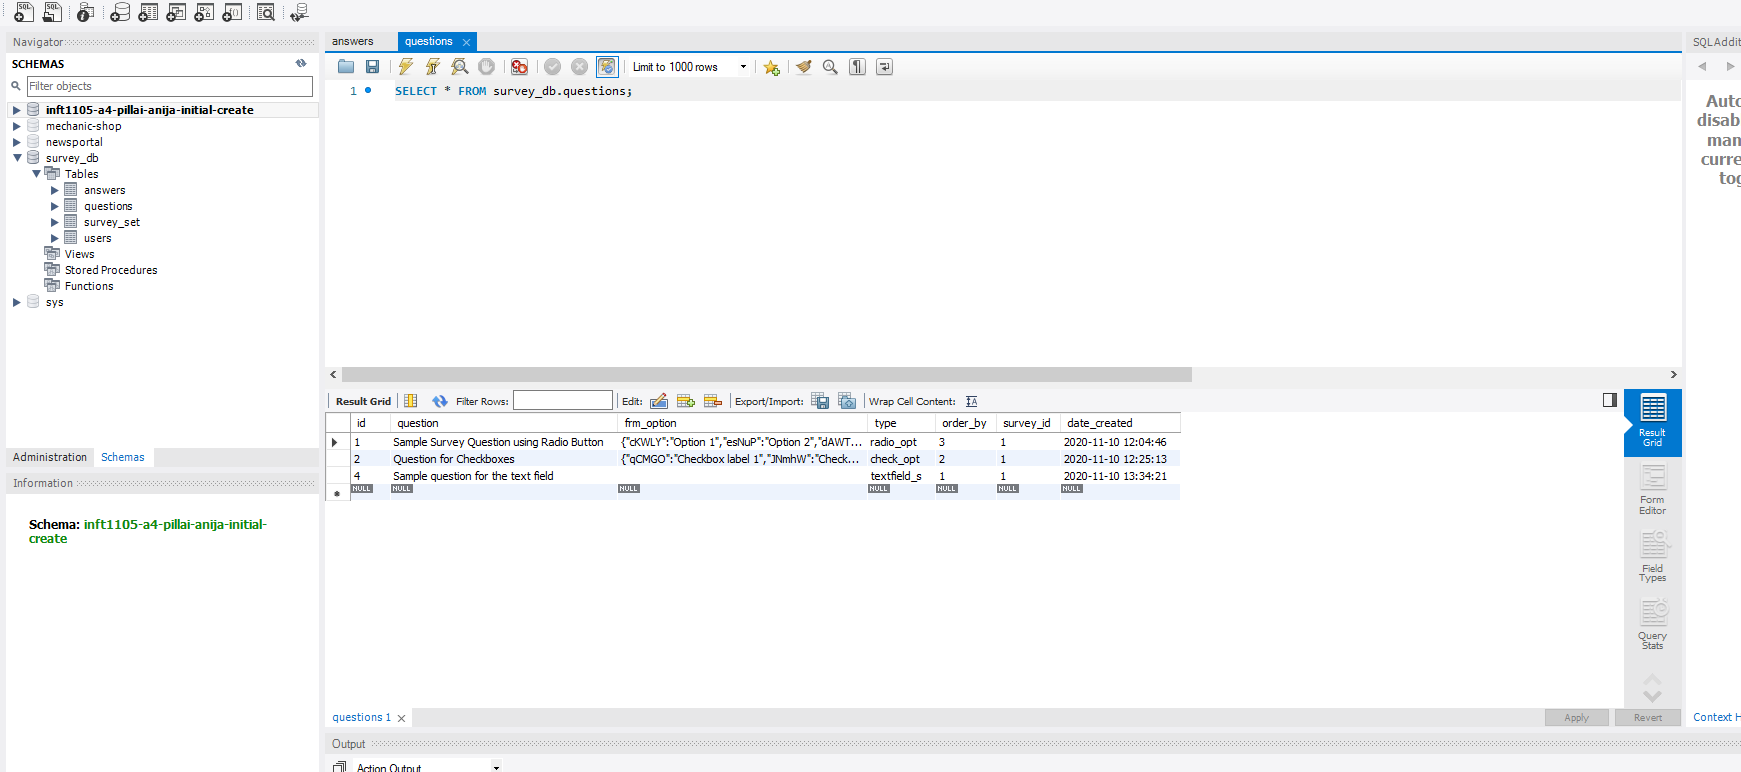 Navigator
SCHEMAS
Filter objects
inft1105-a4-pillai-anija-initial-create
mechanic-shop
newsportal
survey_db
Tables
answers
questions
survey_set
users
Views
Stored Procedures
Functions
sys
Administration Schemas
Information
Schema: inft1105-a4-pillai-anija-initial-
create
answers questions
Limit to 1000 rows
1 SELECT * FROM survey_db.questions;
Result Grid Filter Rows: Edit: Export/Import: Wrap Cell Content:
id question frm_option type order_by survey_id date_created
1 Sample Survey Question using Radio Button {"cKWLY":"Option 1","esNuP":"Option 2","dAWT... radio_opt 3 1 2020-11-10 12:04:46
2 Question for Checkboxes {"qCMGO":"Checkbox label 1","JNmhW":"Check... check_opt 2 1 2020-11-10 12:25:13
4 Sample question for the text field textfield_s 1 1 2020-11-10 13:34:21
NULL NULL NULL NULL NULL NULL NULL
Result
Grid
Form
Editor
Field
Types
Query
Stats
questions 1
Apply Revert
Output
Action Output
SQLAddit
Auto
disab
man
curre
tog
Context H